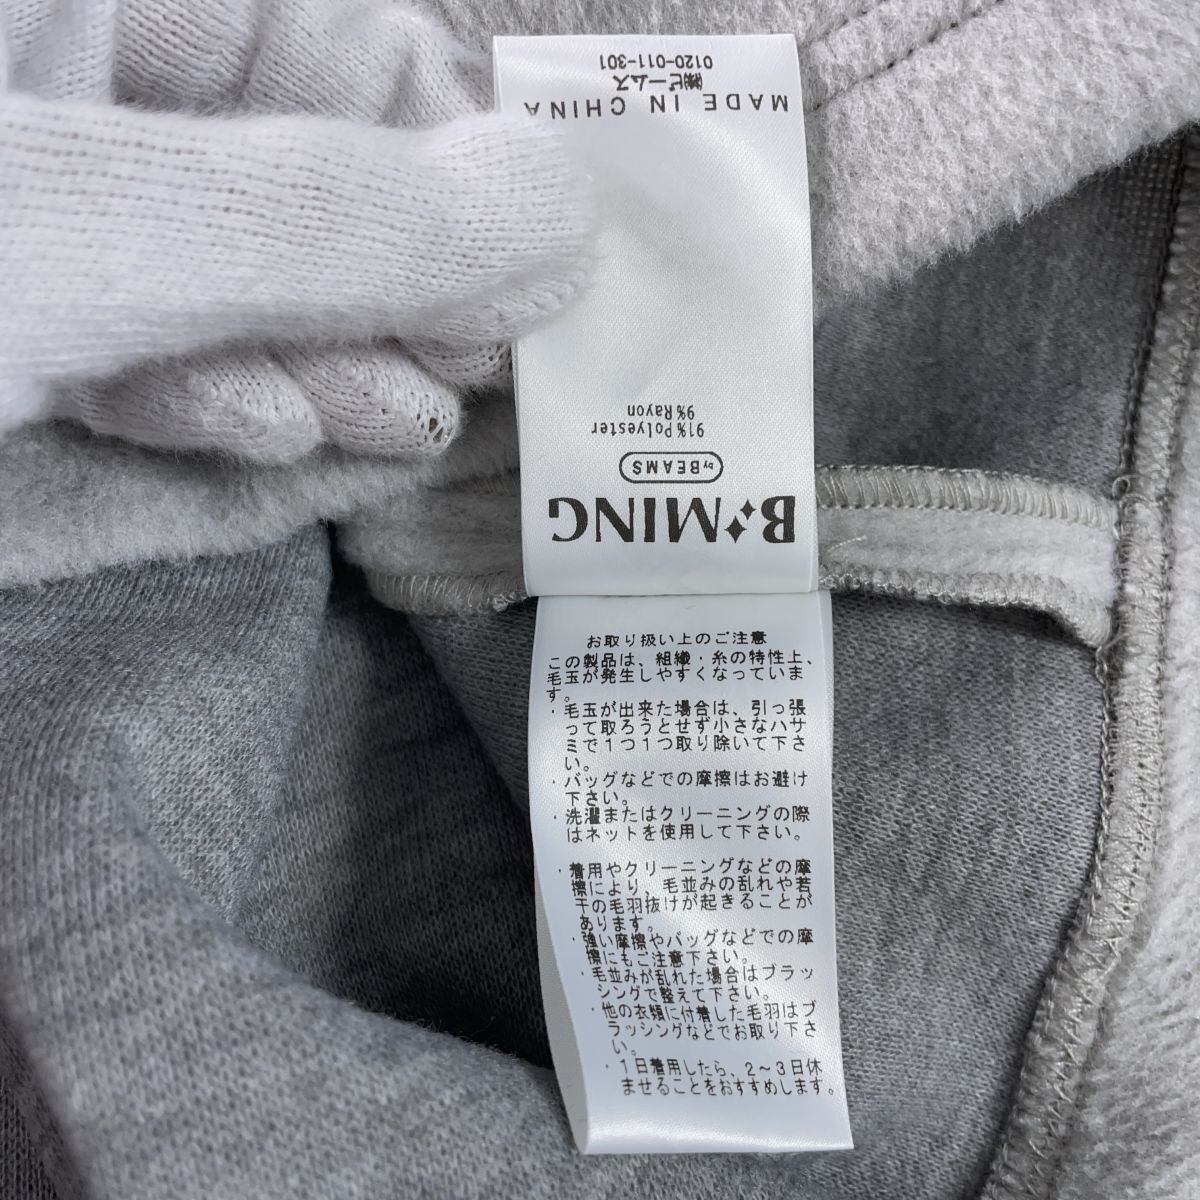 B MING
by BEAMS
91% Polyester
9% Rayon
MADE IN CHINA
㈱ビームス
0120-011-301
お取り扱い上のご注意
この製品は、組織・糸の特性上、
毛玉が発生しやすくなっていま
す。
・毛玉が出来た場合は、引っ張
って取ろうとせず小さなハサ
ミで１つ１つ取り除いて下さ
い。
・バッグなどでの摩擦はお避け
下さい。
・洗濯またはクリーニングの際
はネットを使用して下さい。
・着用やクリーニングなどの摩
擦により、毛並みの乱れや若
干の毛羽抜けが起きることが
あります。
・強い摩擦やバッグなどでの摩
擦にもご注意下さい。
・毛並みが乱れた場合はブラッ
シングで整えて下さい。
・他の衣類に付着した毛羽はブ
ラッシングなどでお取り下さ
い。
・１日着用したら、２～３日休
ませることをおすすめします。